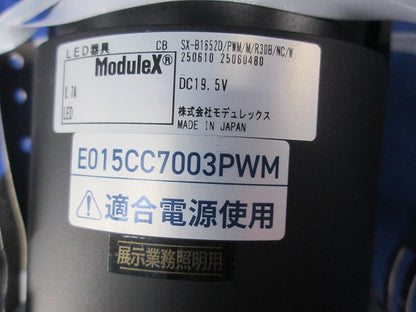 LED器具 CB SX-B1652D/PWM/M/R30B/NC/W
ModuleX® 250610 25060480
0.7A DC19.5V
LED
株式会社モデュレックス
MADE IN JAPAN
E015CC7003PWM
適合電源使用
展示業務照明用